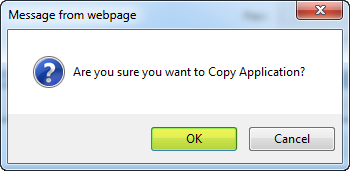 Message from webpage
Are you sure you want to Copy Application?
OK Cancel